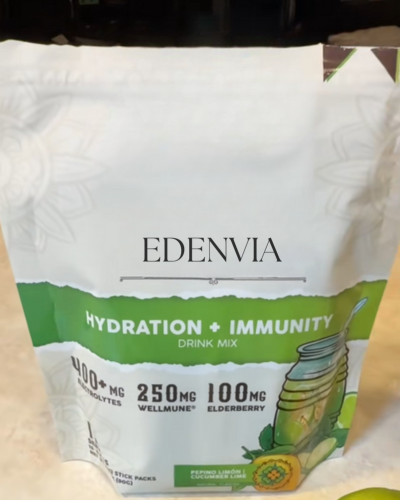 EDENVIA
HYDRATION + IMMUNITY
DRINK MIX
400+ MG
ELECTROLYTES
250MG
WELLMUNE®
100MG
ELDERBERRY
STICK PACKS
PEPINO LIMÓN |
CUCUMBER LIME